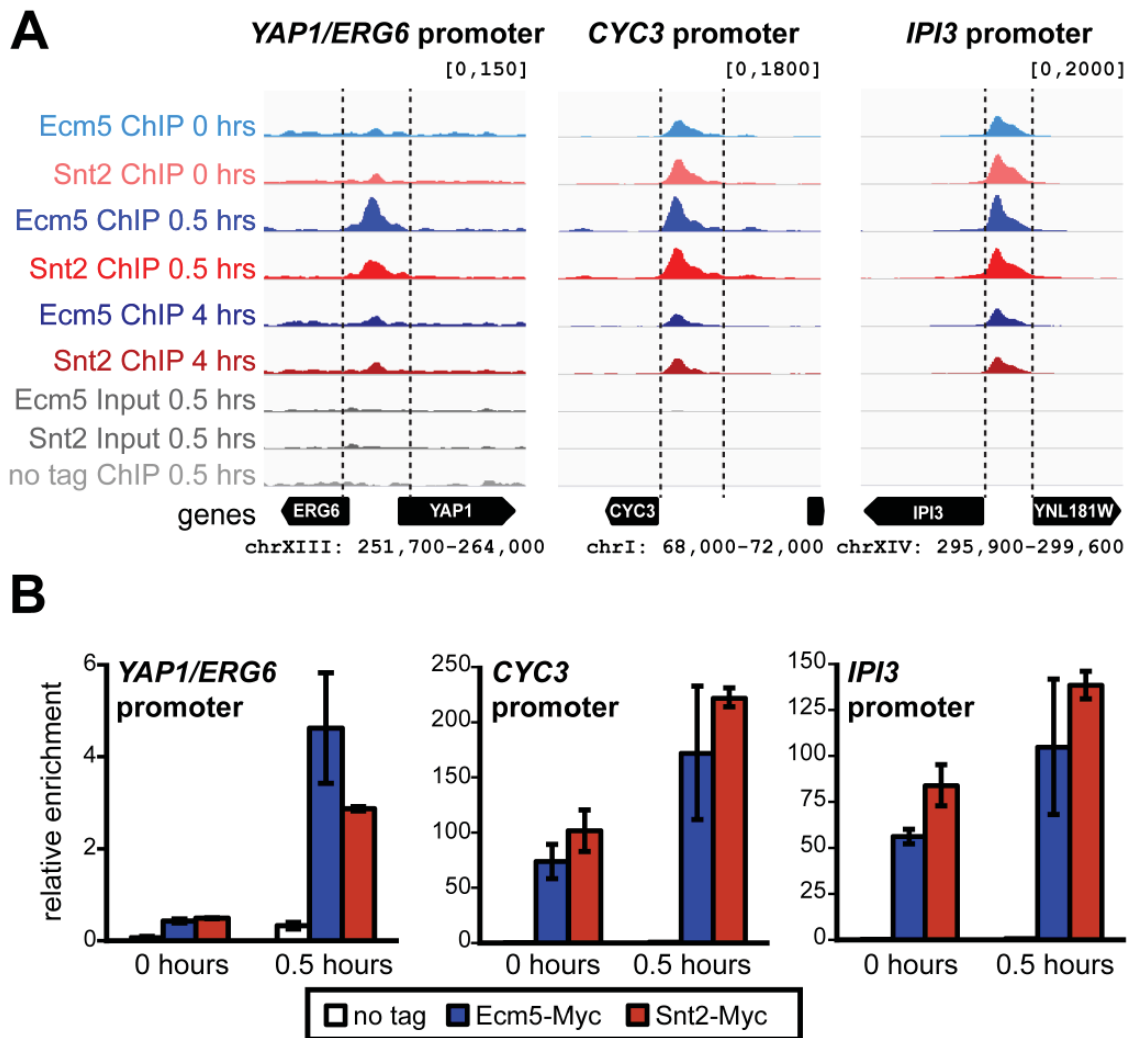 A
YAP1/ERG6 promoter
CYC3 promoter
IPI3 promoter
[0,150]
[0,1800]
[0,2000]
Ecm5 ChIP 0 hrs
Snt2 ChIP 0 hrs
Ecm5 ChIP 0.5 hrs
Snt2 ChIP 0.5 hrs
Ecm5 ChIP 4 hrs
Snt2 ChIP 4 hrs
Ecm5 Input 0.5 hrs
Snt2 Input 0.5 hrs
no tag ChIP 0.5 hrs
genes
ERG6
YAP1
CYC3
IPI3
YNL181W
chrXIII: 251,700-264,000
chrI: 68,000-72,000
chrXIV: 295,900-299,600
B
relative enrichment
YAP1/ERG6
promoter
6
4
2
0
0 hours
0.5 hours
CYC3
promoter
250
200
150
100
50
0
0 hours
0.5 hours
IPI3
promoter
150
125
100
75
50
25
0
0 hours
0.5 hours
no tag
Ecm5-Myc
Snt2-Myc